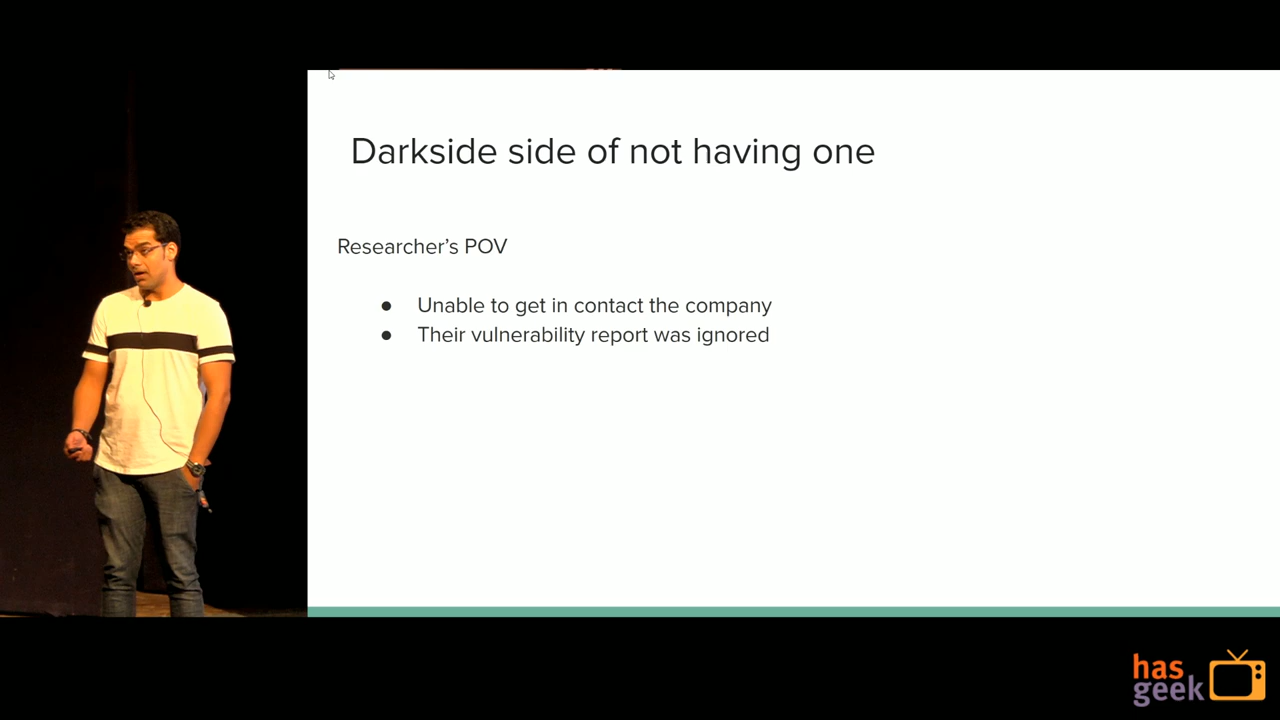 Darkside side of not having one
Researcher's POV
● Unable to get in contact the company
● Their vulnerability report was ignored
has
geek